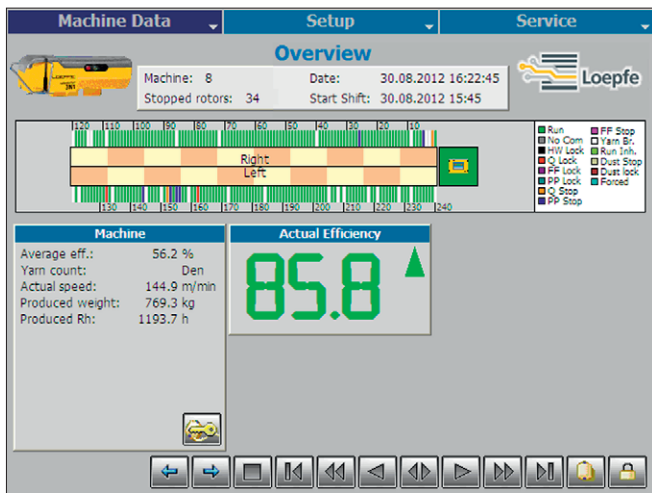 Machine Data Setup Service
Overview
LOEPFE
3N1
Machine: 8 Date: 30.08.2012 16:22:45
Stopped rotors: 34 Start Shift: 30.08.2012 15:45
Loepfe
120 110 100 90 80 70 60 50 40 30 20 10
Right
Left
130 140 150 160 170 180 190 200 210 220 230 240
Run FF Stop
No Com Yarn Br.
HW Lock Run Inh.
Q Lock Dust Stop
FF Lock Dust lock
PP Lock Forced
Q Stop
PP Stop
Machine
Average eff.: 56.2 %
Yarn count: Den
Actual speed: 144.9 m/min
Produced weight: 769.3 kg
Produced Rh: 1193.7 h
Actual Efficiency
85.8